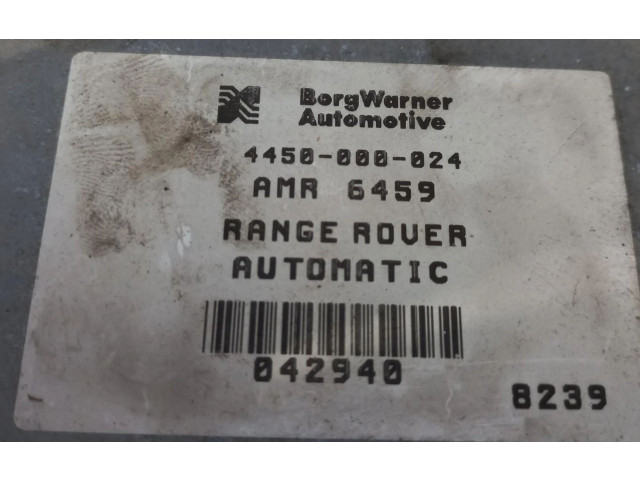 BorgWarner
Automotive
4450-000-024
AMR 6459
RANGE ROVER
AUTOMATIC
042940
8239